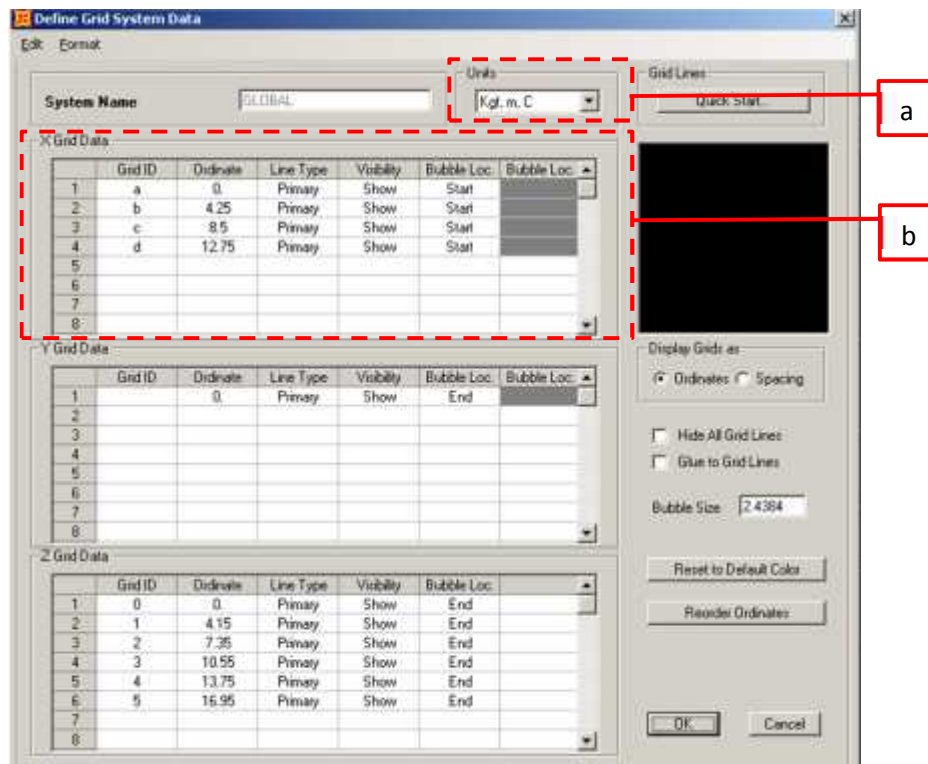 Define Grid System Data
Edit Format
Units
Grid Lines
System Name GLOBAL Kgf, m, C Quick Start...
a
X Grid Data
Grid ID Ordinate Line Type Visibility Bubble Loc. Bubble Loc.
1 a 0. Primary Show Start
2 b 4.25 Primary Show Start
3 c 8.5 Primary Show Start
4 d 12.75 Primary Show Start
5
6
7
8
b
Y Grid Data
Display Grids as
Grid ID Ordinate Line Type Visibility Bubble Loc. Bubble Loc.
Ordinates Spacing
1 0. Primary Show End
2
3
4
5
6
7
8
Hide All Grid Lines
Glue to Grid Lines
Bubble Size 2.4384
Z Grid Data
Grid ID Ordinate Line Type Visibility Bubble Loc.
1 0 0. Primary Show End
2 1 4.15 Primary Show End
3 2 7.35 Primary Show End
4 3 10.55 Primary Show End
5 4 13.75 Primary Show End
6 5 16.95 Primary Show End
7
8
Reset to Default Color
Reorder Ordinates
OK Cancel